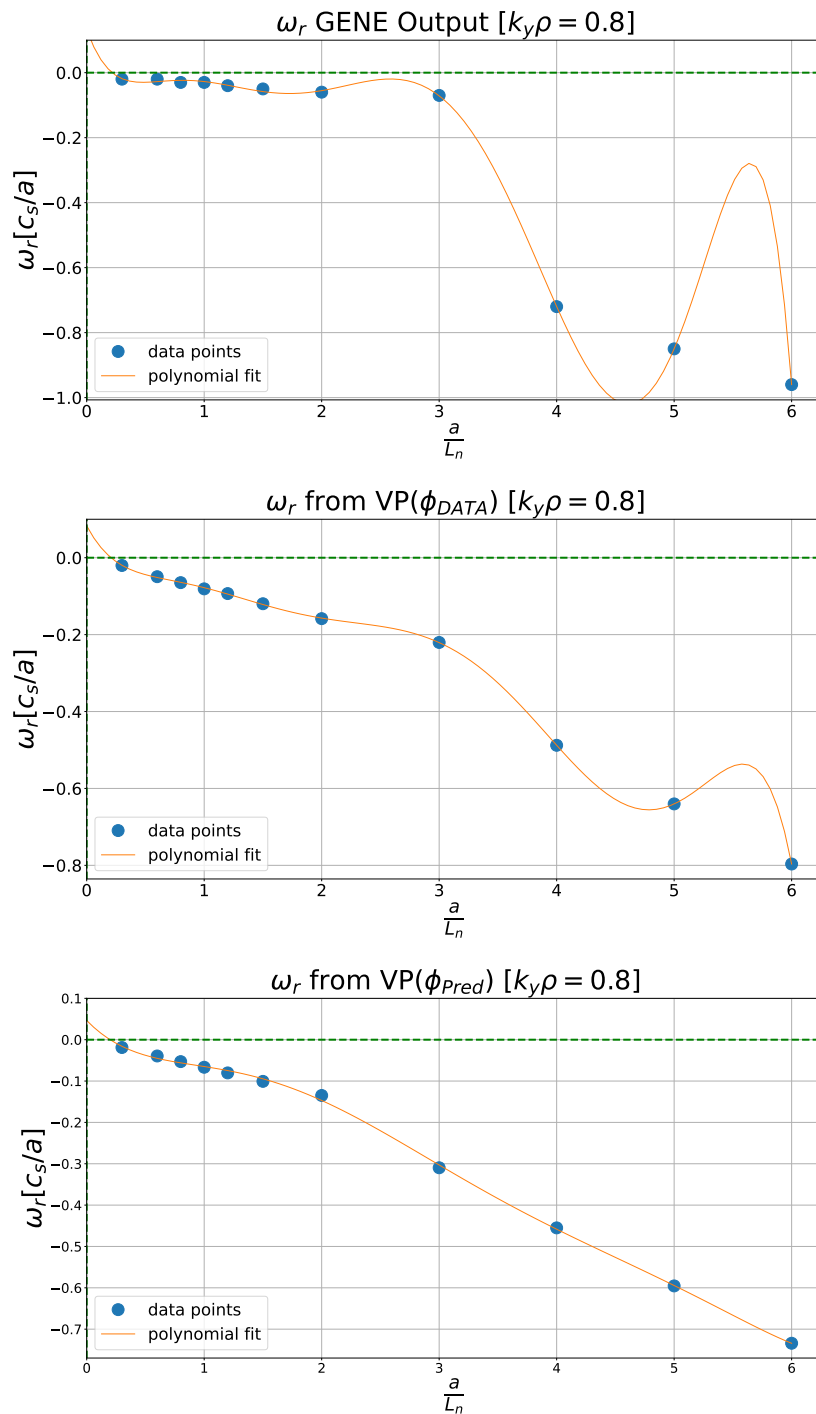 ω_r GENE Output [k_yρ = 0.8]
0.0
−0.2
−0.4
−0.6
−0.8
−1.0
ω_r[c_s/a]
data points
polynomial fit
0 1 2 3 4 5 6
a/L_n
ω_r from VP(ϕ_DATA) [k_yρ = 0.8]
0.0
−0.2
−0.4
−0.6
−0.8
ω_r[c_s/a]
data points
polynomial fit
0 1 2 3 4 5 6
a/L_n
ω_r from VP(ϕ_Pred) [k_yρ = 0.8]
0.1
0.0
−0.1
−0.2
−0.3
−0.4
−0.5
−0.6
−0.7
ω_r[c_s/a]
data points
polynomial fit
0 1 2 3 4 5 6
a/L_n